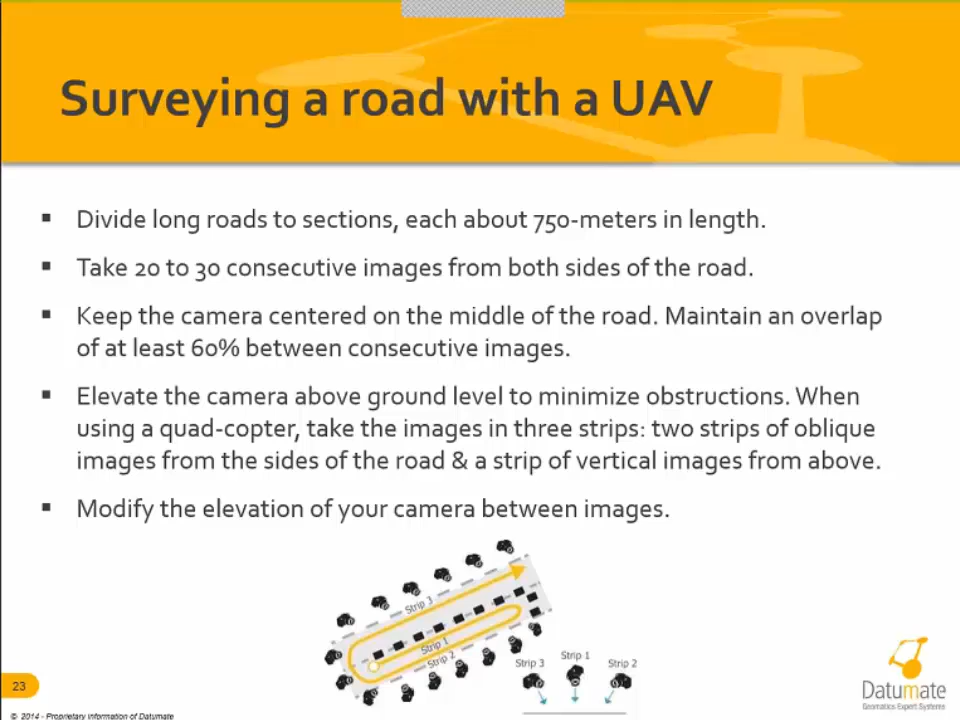 Surveying a road with a UAV
▪ Divide long roads to sections, each about 750-meters in length.
▪ Take 20 to 30 consecutive images from both sides of the road.
▪ Keep the camera centered on the middle of the road. Maintain an overlap
of at least 60% between consecutive images.
▪ Elevate the camera above ground level to minimize obstructions. When
using a quad-copter, take the images in three strips: two strips of oblique
images from the sides of the road & a strip of vertical images from above.
▪ Modify the elevation of your camera between images.
Strip 3
Strip 1
Strip 2
Strip 3
Strip 1
Strip 2
23
Datumate
Geomatics Expert Systems
© 2014 - Proprietary information of Datumate